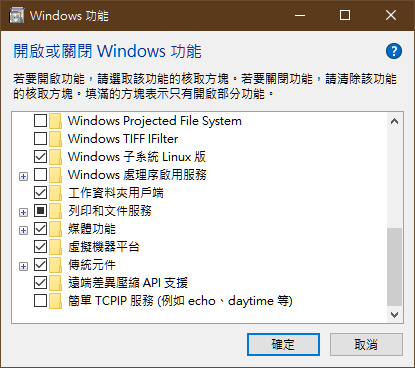 Windows 功能
開啟或關閉 Windows 功能
若要開啟功能，請選取該功能的核取方塊。若要關閉功能，請清除該功能
的核取方塊。填滿的方塊表示只有開啟部分功能。
Windows Projected File System
Windows TIFF IFilter
Windows 子系統 Linux 版
Windows 處理序啟用服務
工作資料夾用戶端
列印和文件服務
媒體功能
虛擬機器平台
傳統元件
遠端差異壓縮 API 支援
簡單 TCPIP 服務 (例如 echo、daytime 等)
確定
取消